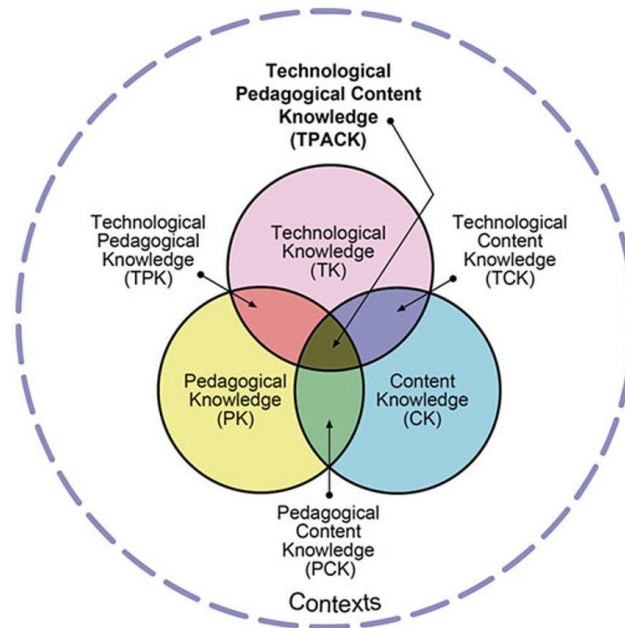 Technological
Pedagogical Content
Knowledge
(TPACK)
Technological
Pedagogical
Knowledge
(TPK)
Technological
Knowledge
(TK)
Technological
Content
Knowledge
(TCK)
Pedagogical
Knowledge
(PK)
Content
Knowledge
(CK)
Pedagogical
Content
Knowledge
(PCK)
Contexts